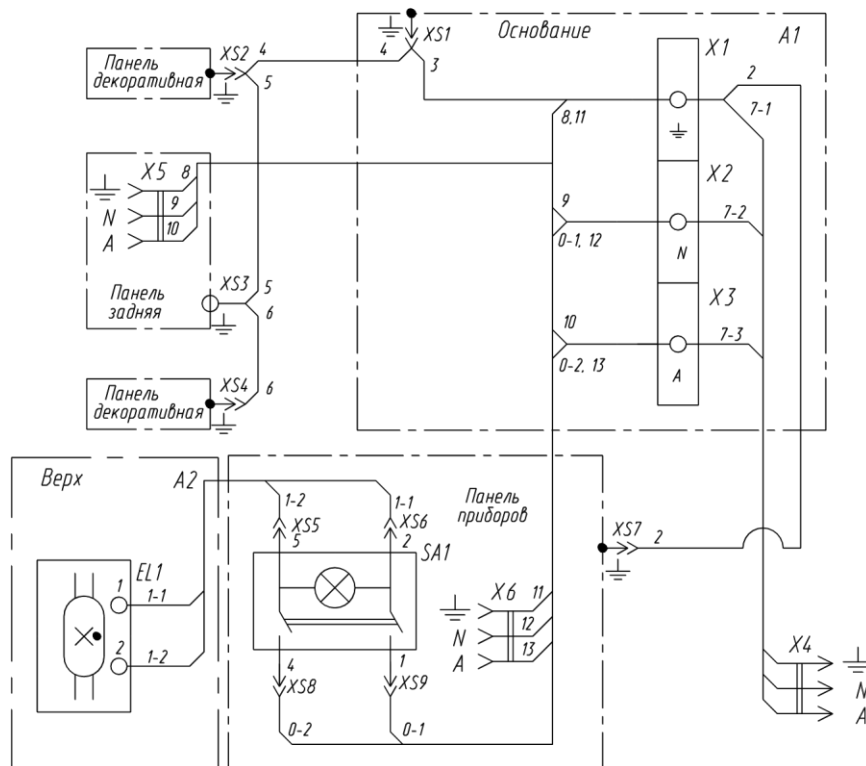 XS1
Основание
A1
Панель
декоративная
XS2
4
5
4
3
X1
2
7-1
8,11
X5
8
N
9
A
10
X2
9
0-1, 12
N
7-2
Панель
задняя
XS3
5
6
X3
10
0-2, 13
A
7-3
Панель
декоративная
XS4
6
Верх
A2
1-2
1-1
Панель
приборов
XS5
XS6
5
2
SA1
XS7
2
EL1
1
1-1
2
1-2
X6
11
N
12
A
13
4
1
XS8
XS9
0-2
0-1
X4
N
A